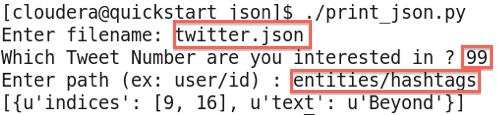 [cloudera@quickstart json]$ ./print_json.py
Enter filename: twitter.json
Which Tweet Number are you interested in ? 99
Enter path (ex: user/id) : entities/hashtags
[{u'indices': [9, 16], u'text': u'Beyond'}]